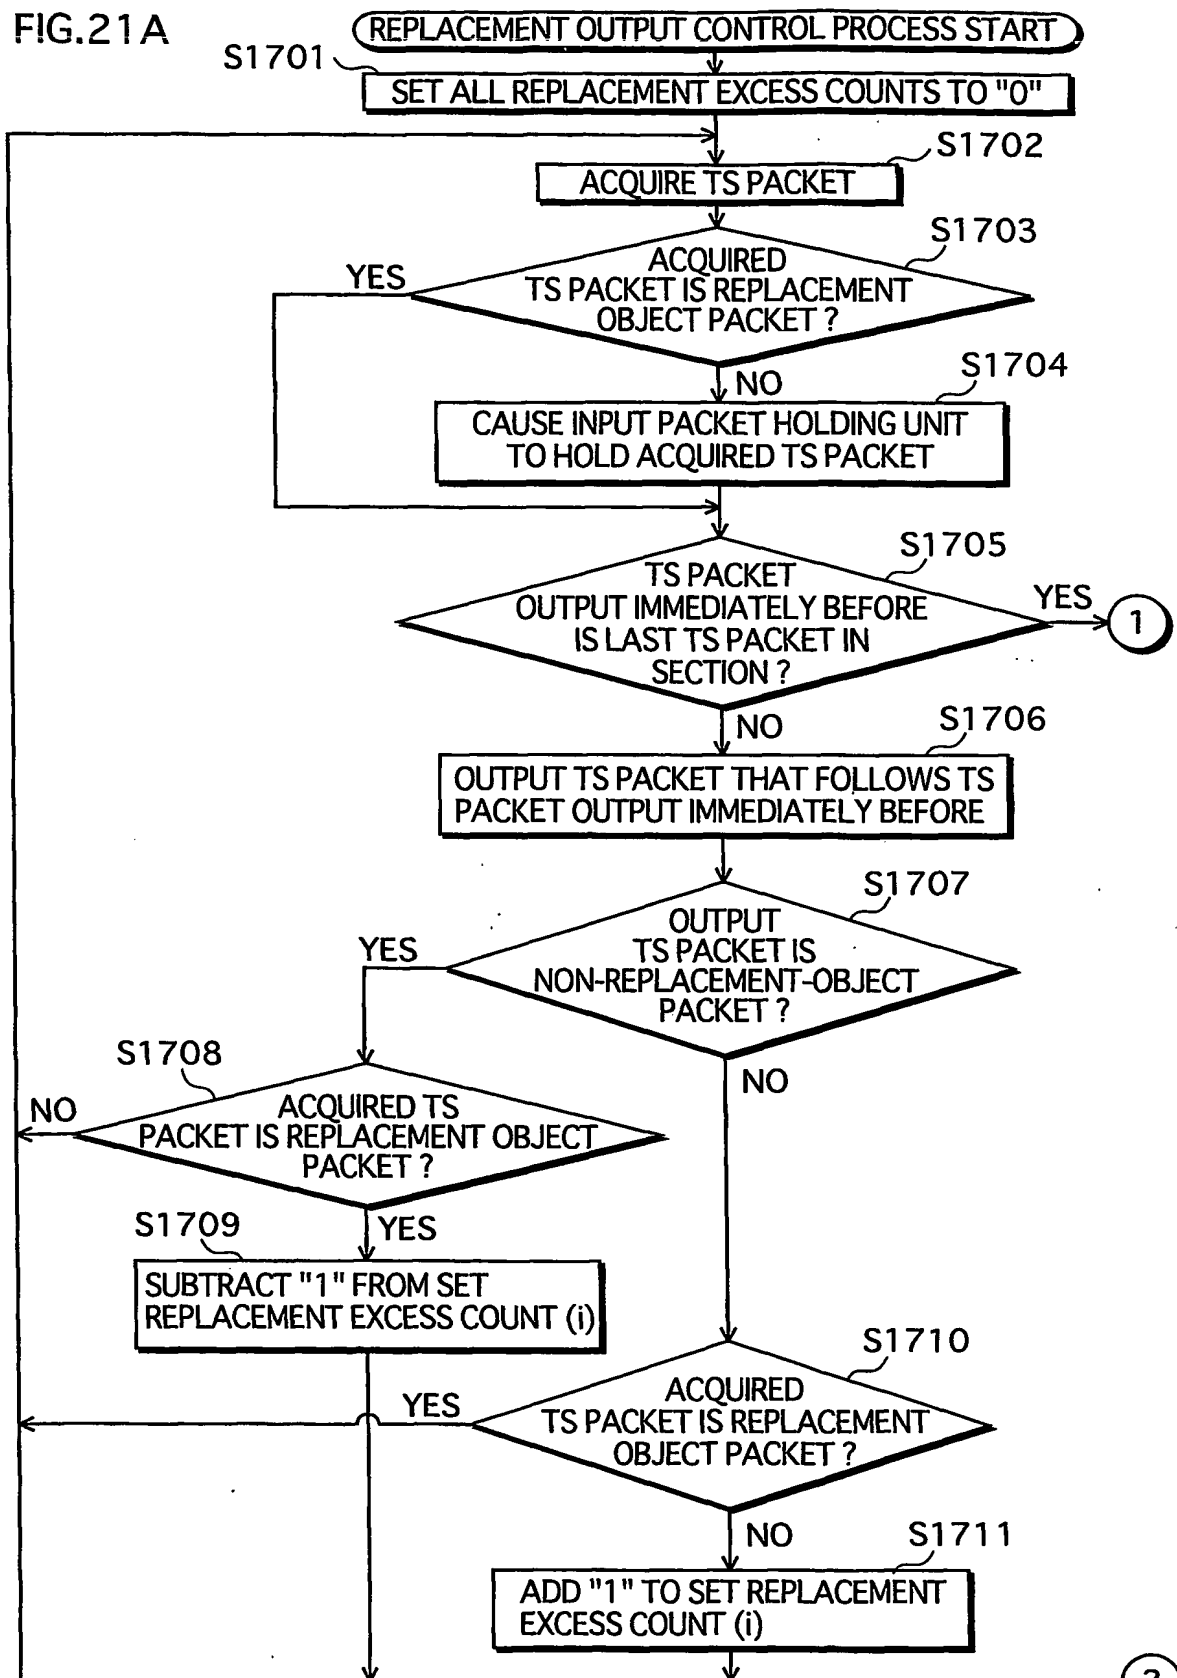 FIG.21A
REPLACEMENT OUTPUT CONTROL PROCESS START
S1701
SET ALL REPLACEMENT EXCESS COUNTS TO "0"
S1702
ACQUIRE TS PACKET
S1703
ACQUIRED
TS PACKET IS REPLACEMENT
OBJECT PACKET ?
YES
NO
S1704
CAUSE INPUT PACKET HOLDING UNIT
TO HOLD ACQUIRED TS PACKET
S1705
TS PACKET
OUTPUT IMMEDIATELY BEFORE
IS LAST TS PACKET IN
SECTION ?
YES
1
NO
S1706
OUTPUT TS PACKET THAT FOLLOWS TS
PACKET OUTPUT IMMEDIATELY BEFORE
S1707
OUTPUT
TS PACKET IS
NON-REPLACEMENT-OBJECT
PACKET ?
YES
NO
S1708
ACQUIRED TS
PACKET IS REPLACEMENT OBJECT
PACKET ?
NO
YES
S1709
SUBTRACT "1" FROM SET
REPLACEMENT EXCESS COUNT (i)
S1710
ACQUIRED
TS PACKET IS REPLACEMENT
OBJECT PACKET ?
YES
NO
S1711
ADD "1" TO SET REPLACEMENT
EXCESS COUNT (i)